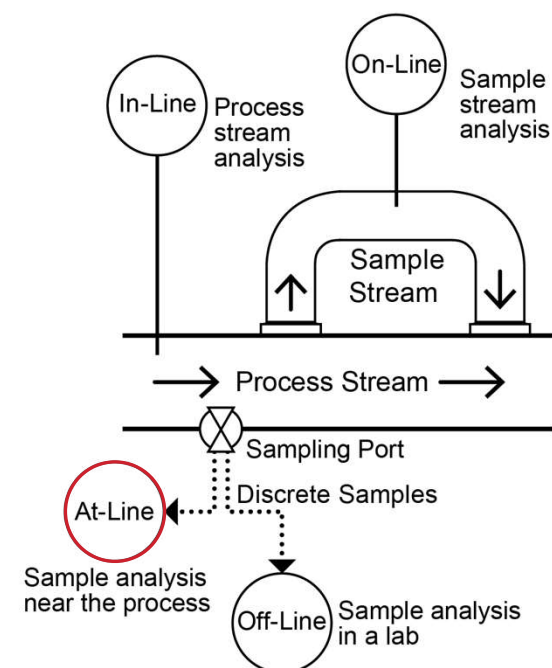 On-Line
Sample
stream
analysis
In-Line
Process
stream
analysis
Sample
Stream
Process Stream
Sampling Port
Discrete Samples
At-Line
Sample analysis
near the process
Off-Line
Sample analysis
in a lab